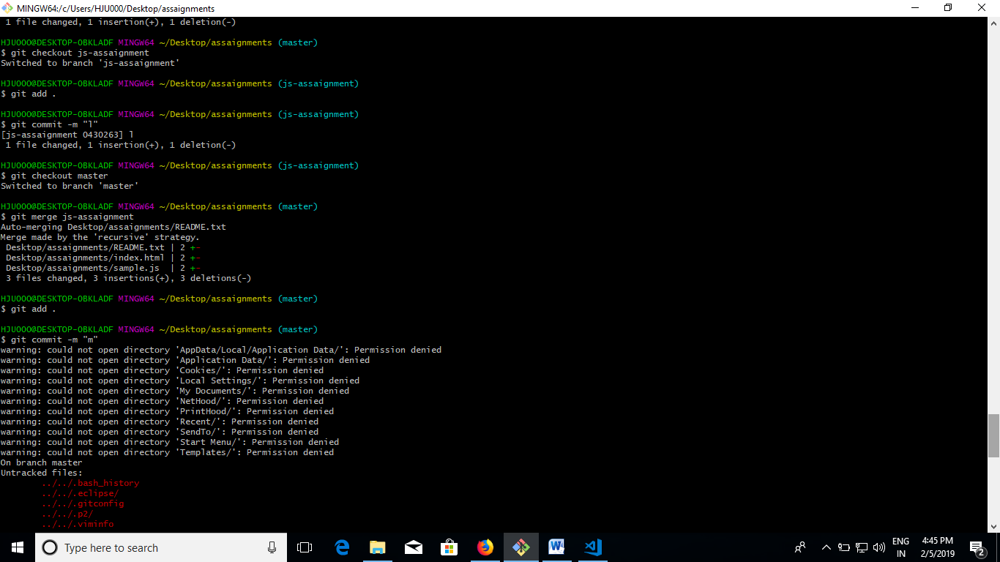 MINGW64:/c/Users/HJU000/Desktop/assaignments
1 file changed, 1 insertion(+), 1 deletion(-)
HJUOOO@DESKTOP-OBKLADF MINGW64 ~/Desktop/assaignments (master)
$ git checkout js-assaignment
Switched to branch 'js-assaignment'
HJUOOO@DESKTOP-OBKLADF MINGW64 ~/Desktop/assaignments (js-assaignment)
$ git add .
HJUOOO@DESKTOP-OBKLADF MINGW64 ~/Desktop/assaignments (js-assaignment)
$ git commit -m "l"
[js-assaignment 0430263] l
1 file changed, 1 insertion(+), 1 deletion(-)
HJUOOO@DESKTOP-OBKLADF MINGW64 ~/Desktop/assaignments (js-assaignment)
$ git checkout master
Switched to branch 'master'
HJUOOO@DESKTOP-OBKLADF MINGW64 ~/Desktop/assaignments (master)
$ git merge js-assaignment
Auto-merging Desktop/assaignments/README.txt
Merge made by the 'recursive' strategy.
Desktop/assaignments/README.txt | 2 +-
Desktop/assaignments/index.html | 2 +-
Desktop/assaignments/sample.js  | 2 +-
3 files changed, 3 insertions(+), 3 deletions(-)
HJUOOO@DESKTOP-OBKLADF MINGW64 ~/Desktop/assaignments (master)
$ git add .
HJUOOO@DESKTOP-OBKLADF MINGW64 ~/Desktop/assaignments (master)
$ git commit -m "m"
warning: could not open directory 'AppData/Local/Application Data/': Permission denied
warning: could not open directory 'Application Data/': Permission denied
warning: could not open directory 'Cookies/': Permission denied
warning: could not open directory 'Local Settings/': Permission denied
warning: could not open directory 'My Documents/': Permission denied
warning: could not open directory 'NetHood/': Permission denied
warning: could not open directory 'PrintHood/': Permission denied
warning: could not open directory 'Recent/': Permission denied
warning: could not open directory 'SendTo/': Permission denied
warning: could not open directory 'Start Menu/': Permission denied
warning: could not open directory 'Templates/': Permission denied
On branch master
Untracked files:
../../.bash_history
../../.eclipse/
../../.gitconfig
../../.p2/
../../.viminfo
Type here to search
ENG
IN
4:45 PM
2/5/2019
2